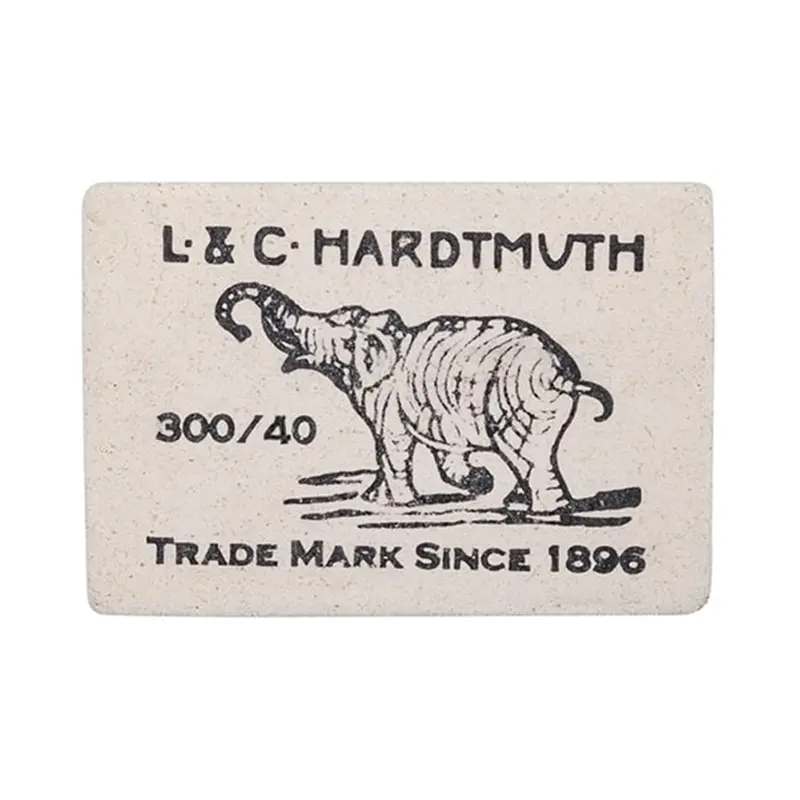 L. & C. HARDTMUTH
300/40
TRADE MARK SINCE 1896